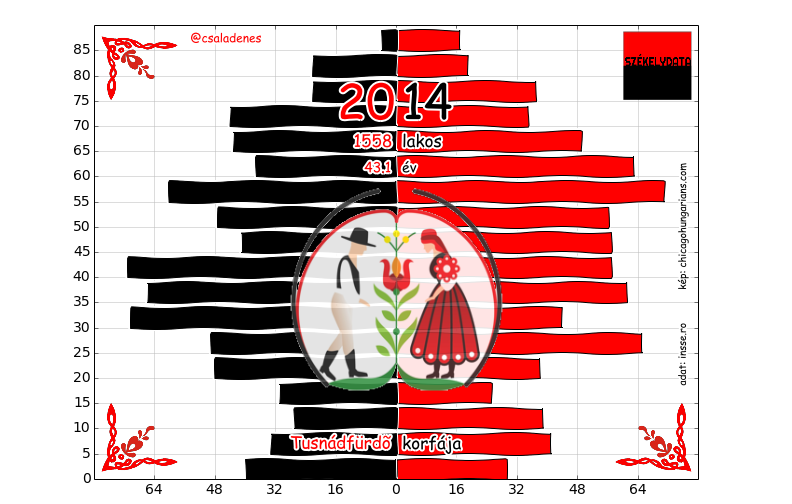 @csaladenes
SZÉKELYDATA
2014
1558 lakos
43.1 év
kép: chicagohungarians.com
adat: insse.ro
Tusnádfürdő korfája
85
80
75
70
65
60
55
50
45
40
35
30
25
20
15
10
5
0
64 48 32 16 0 16 32 48 64